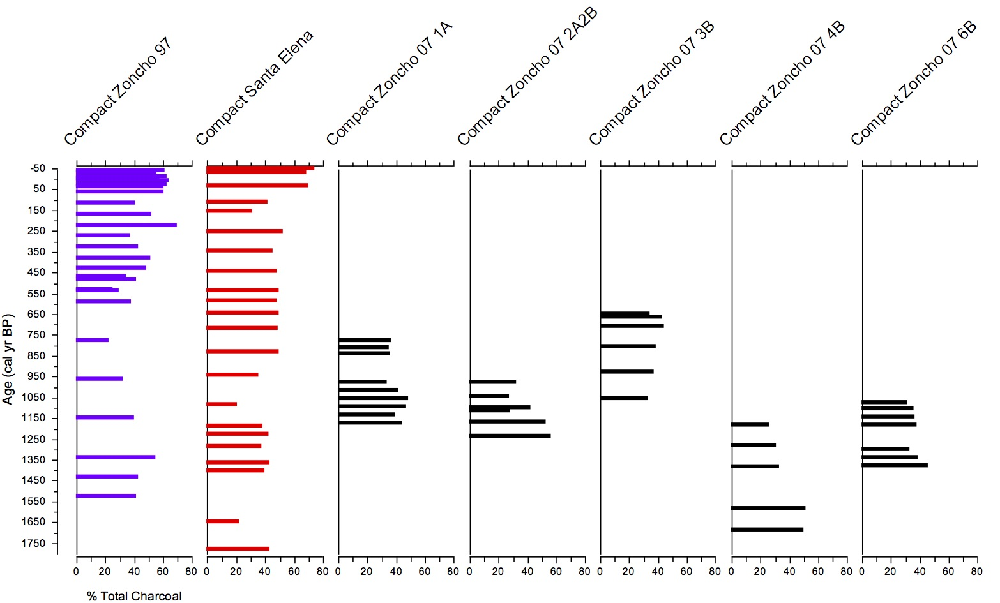 Compact Zoncho 97
Compact Santa Elena
Compact Zoncho 07 1A
Compact Zoncho 07 2A2B
Compact Zoncho 07 3B
Compact Zoncho 07 4B
Compact Zoncho 07 6B
Age (cal yr BP)
-50
50
150
250
350
450
550
650
750
850
950
1050
1150
1250
1350
1450
1550
1650
1750
0 20 40 60 80 0 20 40 60 80 0 20 40 60 80 0 20 40 60 80 0 20 40 60 80 0 20 40 60 80 0 20 40 60 80
% Total Charcoal